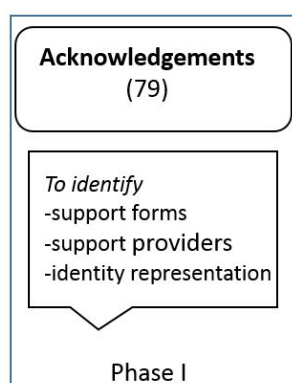 Acknowledgements
(79)
To identify
-support forms
-support providers
-identity representation
Phase I